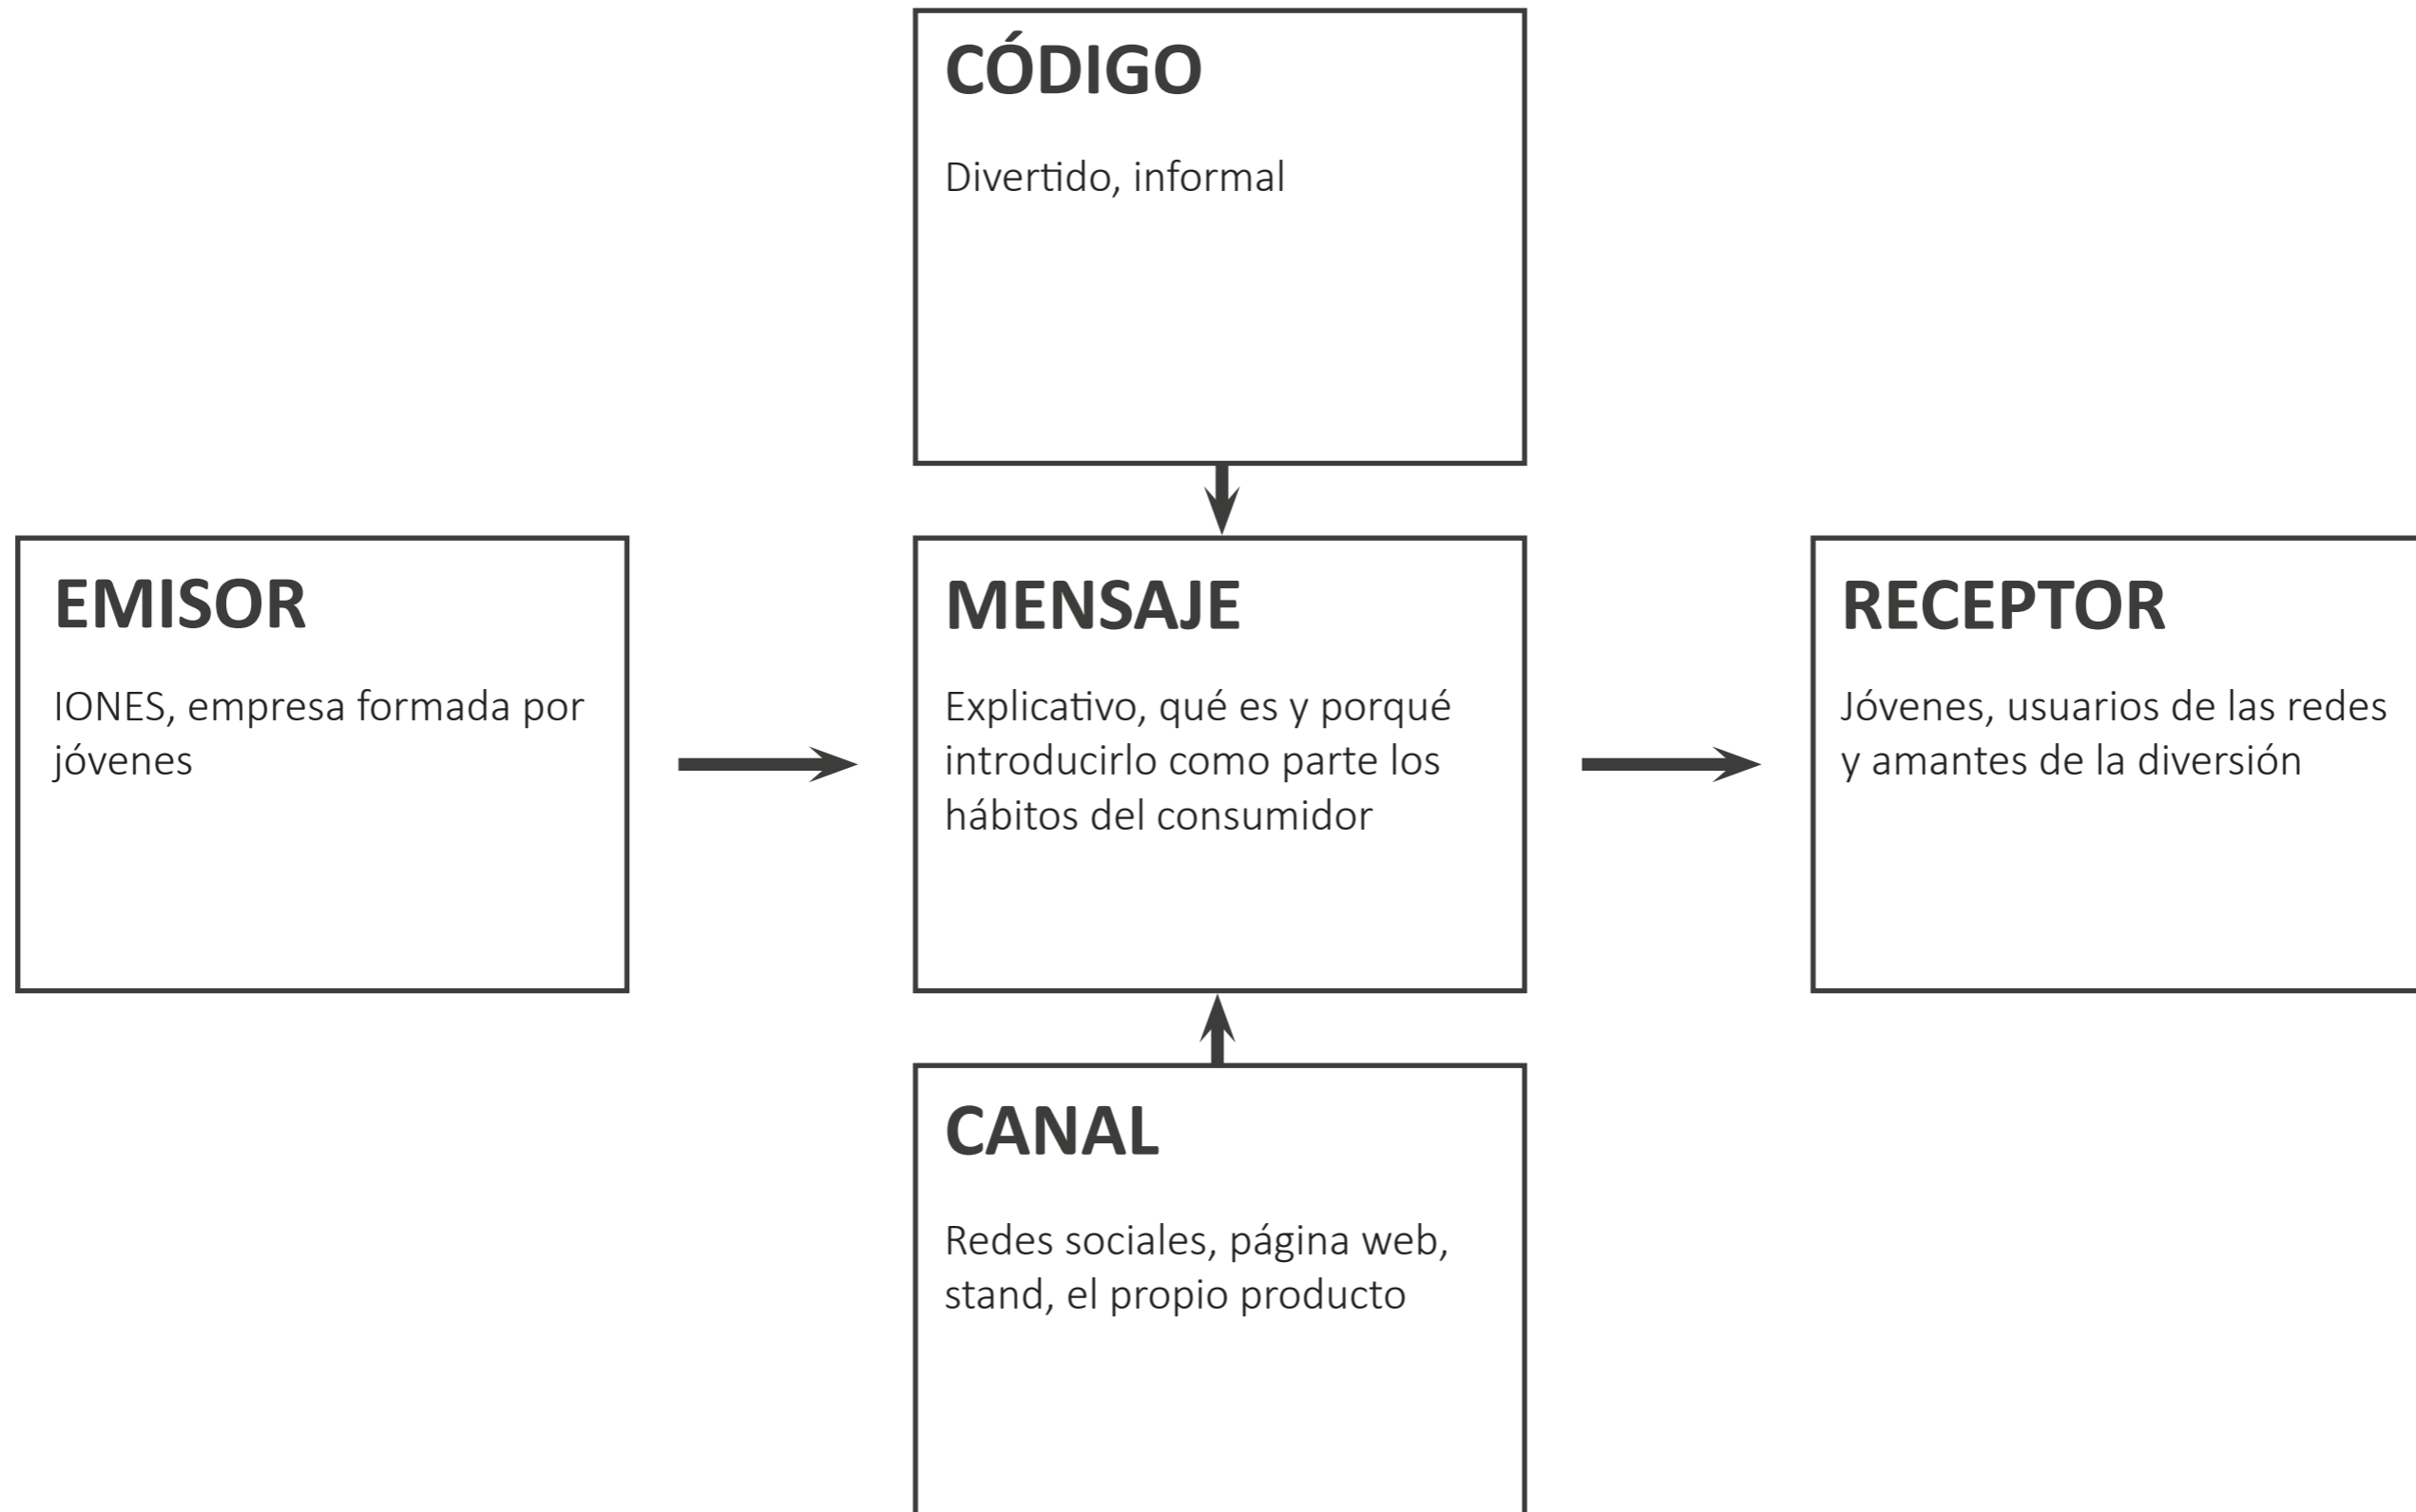 CÓDIGO
Divertido, informal
EMISOR
IONES, empresa formada por
jóvenes
MENSAJE
Explicativo, qué es y porqué
introducirlo como parte los
hábitos del consumidor
RECEPTOR
Jóvenes, usuarios de las redes
y amantes de la diversión
CANAL
Redes sociales, página web,
stand, el propio producto